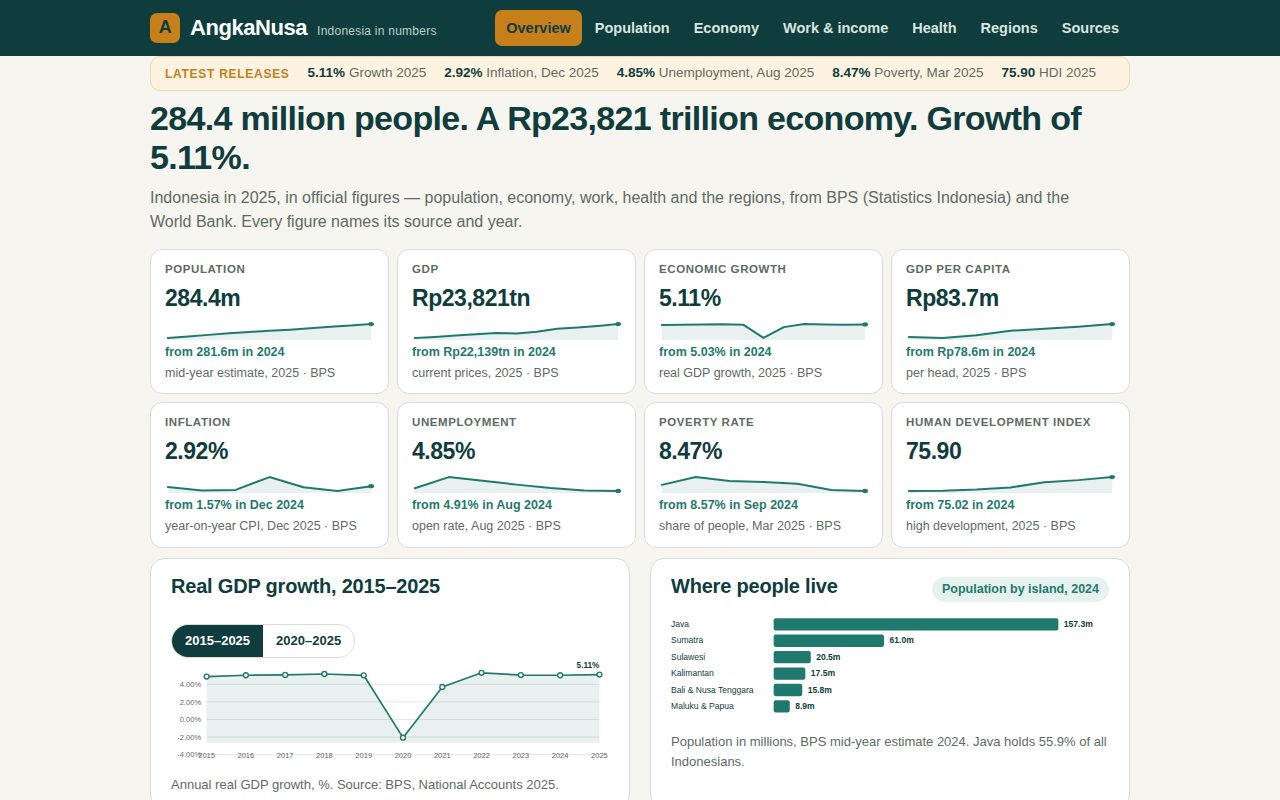 A AngkaNusa Indonesia in numbers Overview Population Economy Work & income Health Regions Sources
LATEST RELEASES 5.11% Growth 2025 2.92% Inflation, Dec 2025 4.85% Unemployment, Aug 2025 8.47% Poverty, Mar 2025 75.90 HDI 2025
284.4 million people. A Rp23,821 trillion economy. Growth of
5.11%.
Indonesia in 2025, in official figures — population, economy, work, health and the regions, from BPS (Statistics Indonesia) and the
World Bank. Every figure names its source and year.
POPULATION
284.4m
from 281.6m in 2024
mid-year estimate, 2025 · BPS
GDP
Rp23,821tn
from Rp22,139tn in 2024
current prices, 2025 · BPS
ECONOMIC GROWTH
5.11%
from 5.03% in 2024
real GDP growth, 2025 · BPS
GDP PER CAPITA
Rp83.7m
from Rp78.6m in 2024
per head, 2025 · BPS
INFLATION
2.92%
from 1.57% in Dec 2024
year-on-year CPI, Dec 2025 · BPS
UNEMPLOYMENT
4.85%
from 4.91% in Aug 2024
open rate, Aug 2025 · BPS
POVERTY RATE
8.47%
from 8.57% in Sep 2024
share of people, Mar 2025 · BPS
HUMAN DEVELOPMENT INDEX
75.90
from 75.02 in 2024
high development, 2025 · BPS
Real GDP growth, 2015–2025
2015–2025 2020–2025
5.11%
4.00%
2.00%
0.00%
-2.00%
-4.00%
2015 2016 2017 2018 2019 2020 2021 2022 2023 2024 2025
Annual real GDP growth, %. Source: BPS, National Accounts 2025.
Where people live
Population by island, 2024
Java 157.3m
Sumatra 61.0m
Sulawesi 20.5m
Kalimantan 17.5m
Bali & Nusa Tenggara 15.8m
Maluku & Papua 8.9m
Population in millions, BPS mid-year estimate 2024. Java holds 55.9% of all
Indonesians.